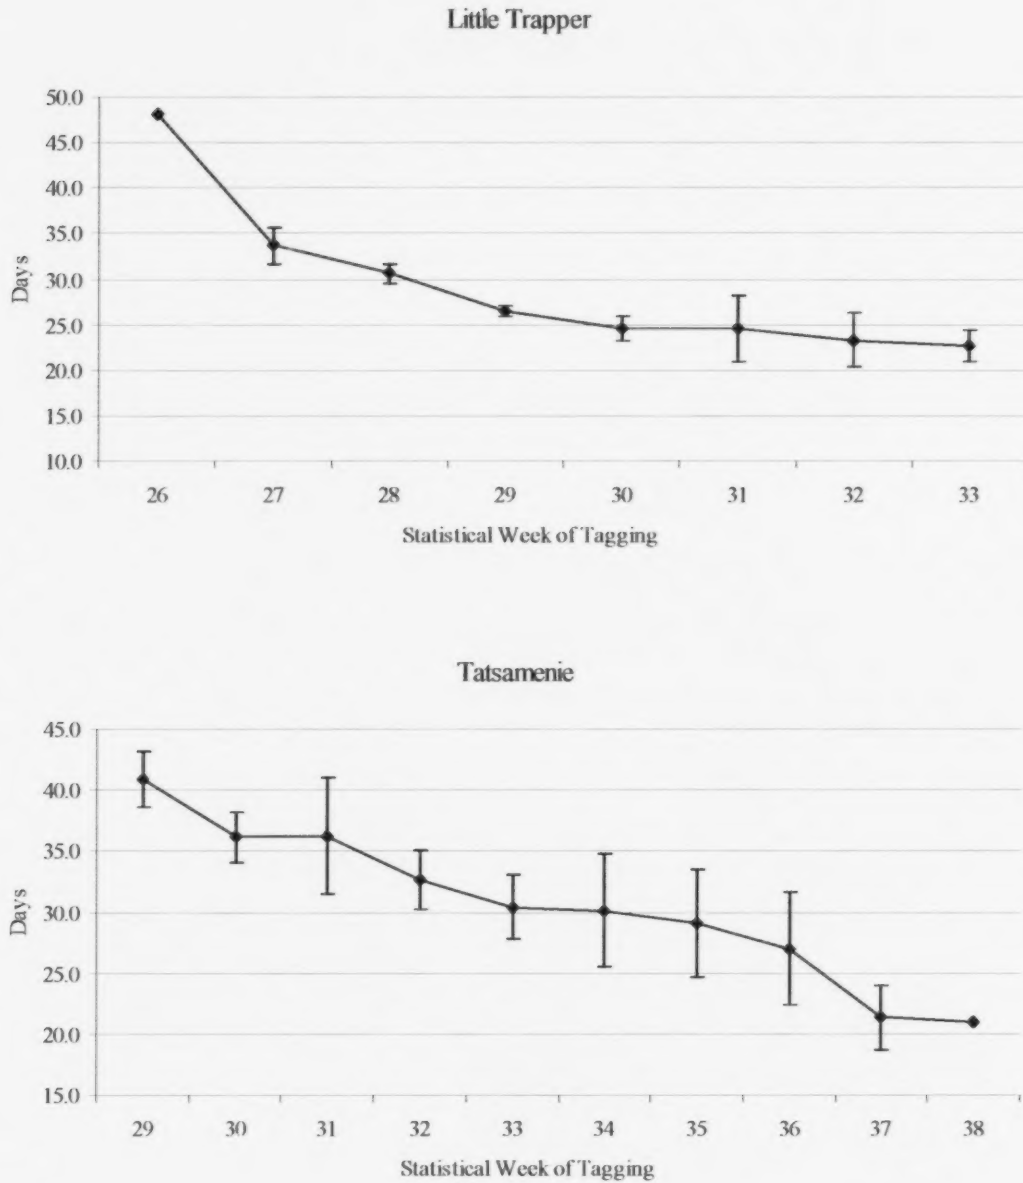 Little Trapper
50.0
45.0
40.0
35.0
30.0
25.0
20.0
15.0
10.0
Days
26 27 28 29 30 31 32 33
Statistical Week of Tagging
Tatsamenie
45.0
40.0
35.0
30.0
25.0
20.0
15.0
Days
29 30 31 32 33 34 35 36 37 38
Statistical Week of Tagging